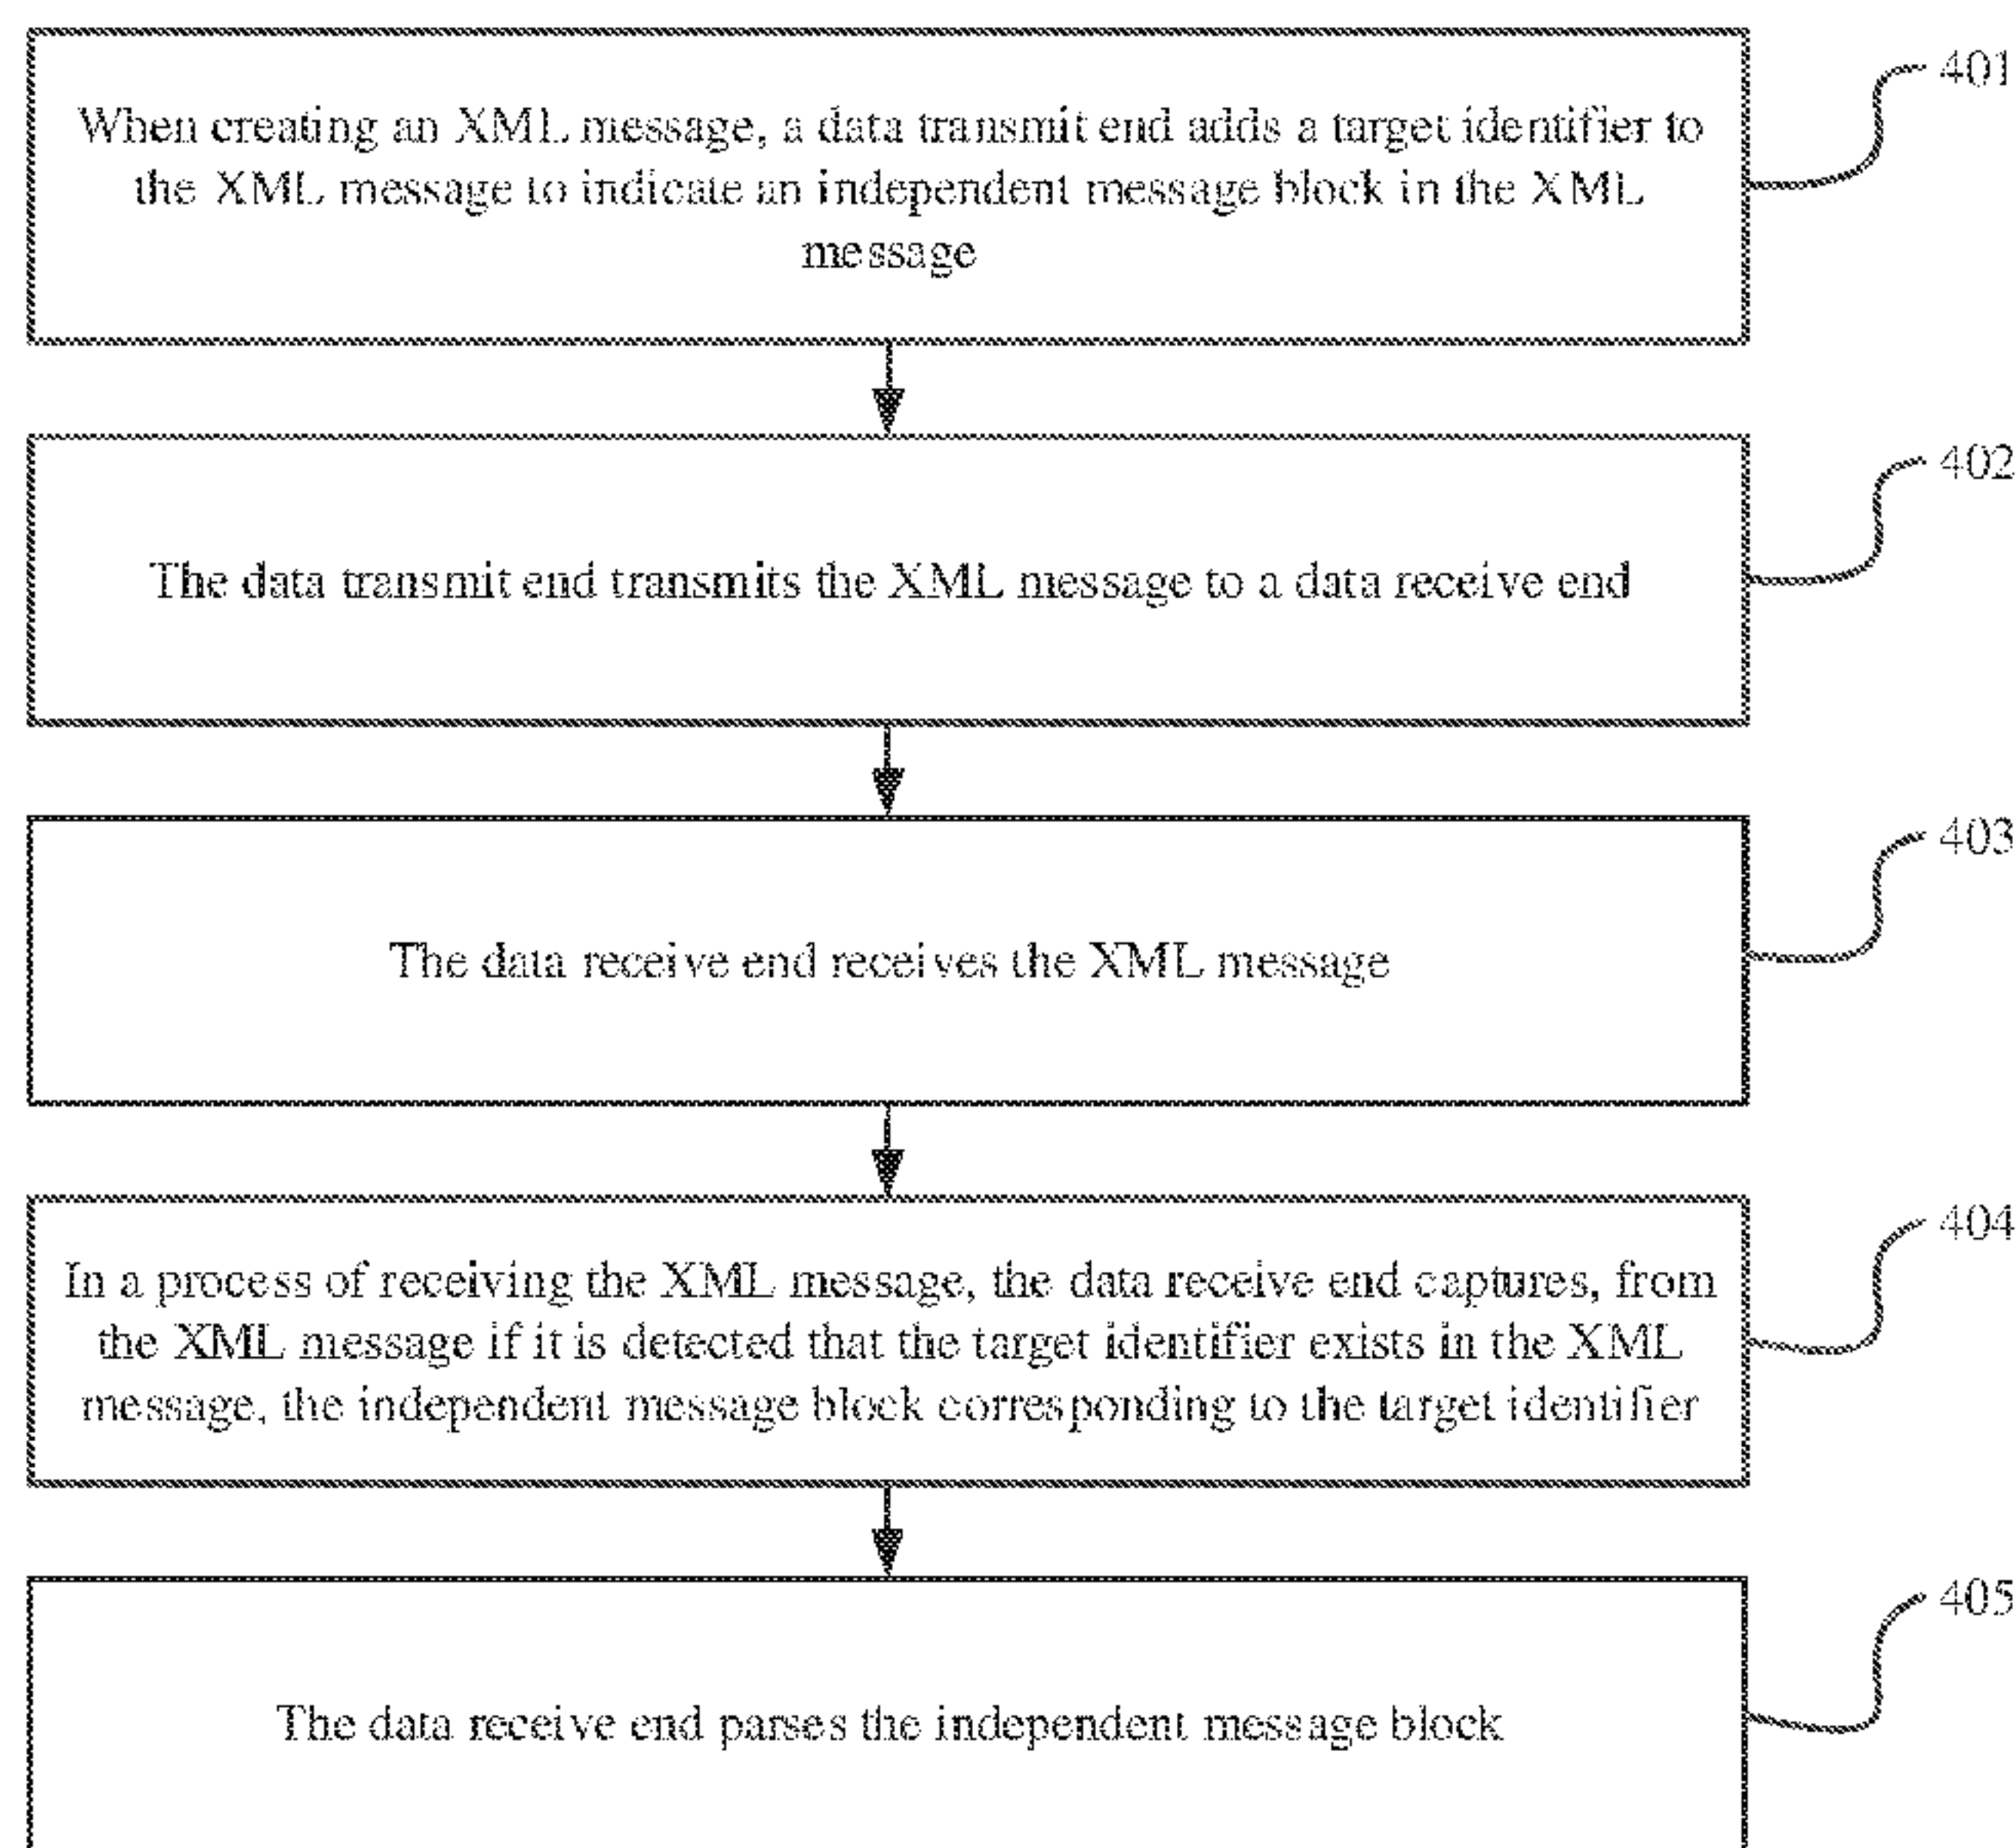 401
When creating an XML message, a data transmit end adds a target identifier to
the XML message to indicate an independent message block in the XML
message
402
The data transmit end transmits the XML message to a data receive end
403
The data receive end receives the XML message
404
In a process of receiving the XML message, the data receive end captures, from
the XML message if it is detected that the target identifier exists in the XML
message, the independent message block corresponding to the target identifier
405
The data receive end parses the independent message block